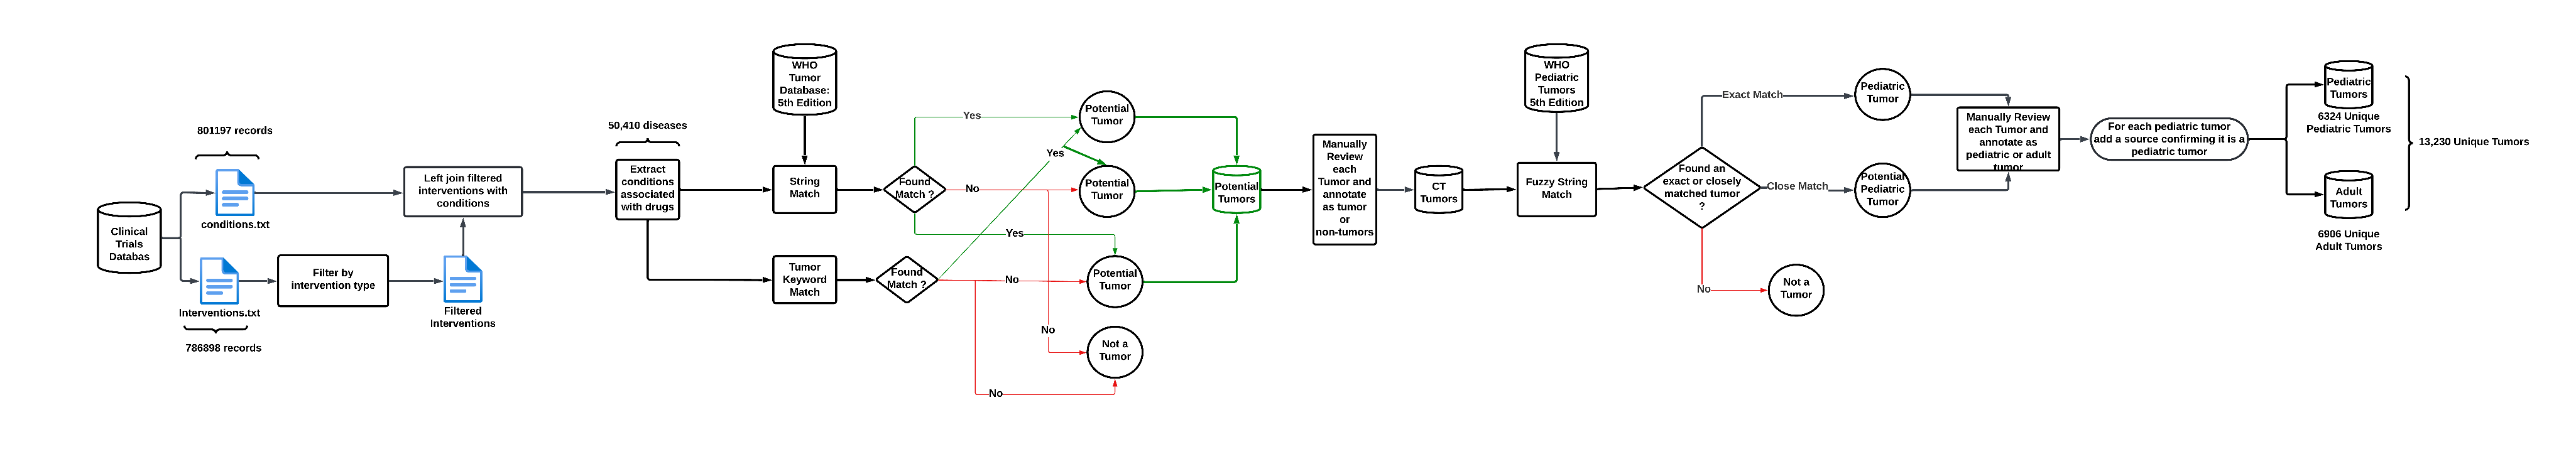 Clinical
Trials
Databas
801197 records
conditions.txt
Interventions.txt
786898 records
Filter by
intervention type
Filtered
Interventions
Left join filtered
interventions with
conditions
50,410 diseases
Extract
conditions
associated
with drugs
WHO
Tumor
Database:
5th Edition
String
Match
Tumor
Keyword
Match
Found
Match ?
Found
Match ?
Yes
No
Yes
Yes
No
No
No
Potential
Tumor
Potential
Tumor
Potential
Tumor
Not a
Tumor
Potential
Tumors
Manually
Review
each
Tumor and
annotate
as tumor
or
non-tumors
CT
Tumors
WHO
Pediatric
Tumors
5th Edition
Fuzzy String
Match
Found an
exact or closely
matched tumor
?
Exact Match
Close Match
No
Pediatric
Tumor
Potential
Pediatric
Tumor
Not a
Tumor
Manually Review
each Tumor and
annotate as
pediatric or adult
tumor
For each pediatric tumor
add a source confirming it is a
pediatric tumor
Pediatric
Tumors
6324 Unique
Pediatric Tumors
Adult
Tumors
6906 Unique
Adult Tumors
13,230 Unique Tumors